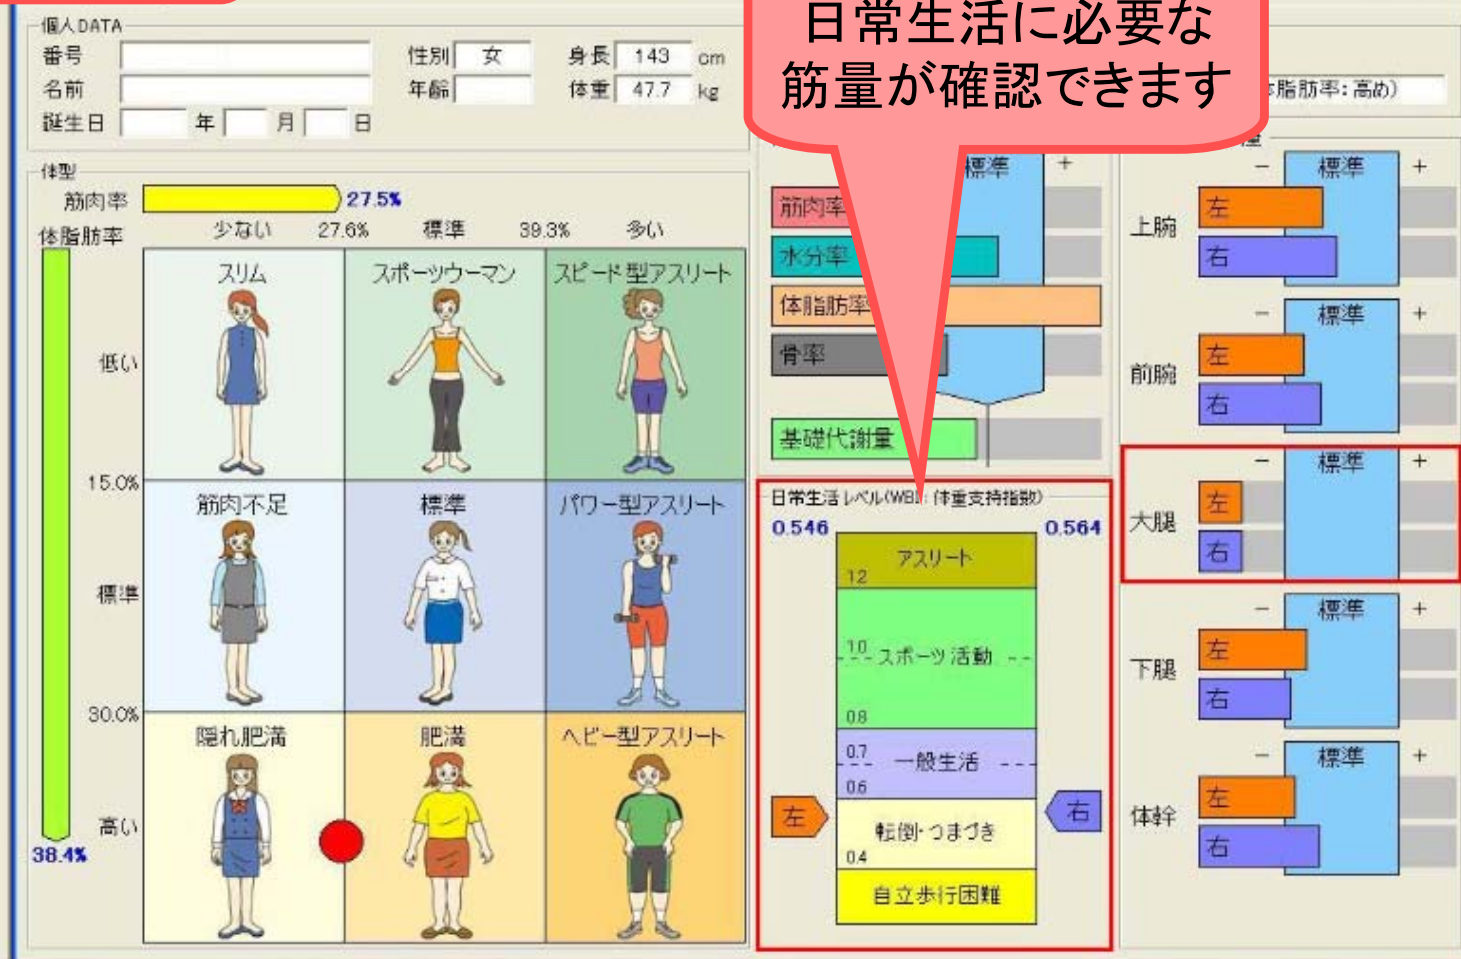 日常生活に必要な
筋量が確認できます
個人DATA
番号 性別 女 身長 143 cm
名前 年齢 体重 47.7 kg
誕生日 年 月 日
脂肪率:高め)
体型
筋肉率 27.5%
体脂肪率 少ない 27.6% 標準 39.3% 多い
スリム スポーツウーマン スピード型アスリート
低い
15.0%
筋肉不足 標準 パワー型アスリート
標準
30.0%
隠れ肥満 肥満 ヘビー型アスリート
高い
38.4%
標準 +
筋肉率
水分率
体脂肪率
骨率
基礎代謝量
日常生活レベル(WBI:体重支持指数)
0.546 0.564
アスリート
1.2
1.0 スポーツ活動
0.8
0.7 一般生活
0.6
左 右
転倒・つまづき
0.4
自立歩行困難
- 標準 +
上腕 左
右
- 標準 +
前腕 左
右
- 標準 +
大腿 左
右
- 標準 +
下腿 左
右
- 標準 +
体幹 左
右